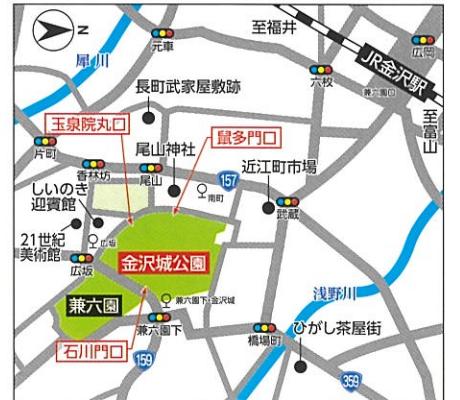 N
至福井
元車
広岡
JR金沢駅
犀川
六枚
兼六園口
長町武家屋敷跡
至富山
玉泉院丸口
鼠多門口
片町
尾山神社
近江町市場
香林坊
尾山
157
南町
しいのき
迎賓館
武蔵
21世紀
美術館
広坂
広坂
金沢城公園
浅野川
兼六園
兼六園下・金沢城
兼六園下
橋場町
ひがし茶屋街
石川門口
159
359